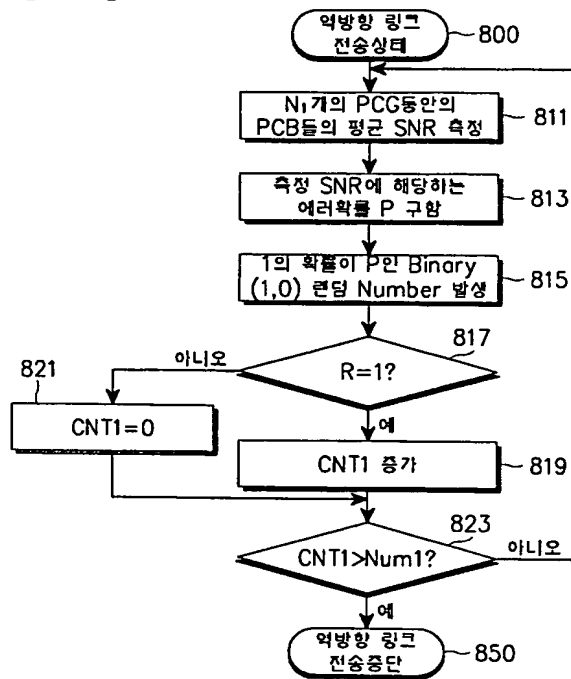 역방향 링크
전송상태
800
N₁개의 PCG동안의
PCB들의 평균 SNR 측정
811
측정 SNR에 해당하는
에러확률 P 구함
813
1의 확률이 P인 Binary
(1,0) 랜덤 Number 발생
815
817
R=1?
아니오
예
821
CNT1=0
CNT1 증가
819
823
CNT1>Num1?
아니오
예
역방향 링크
전송중단
850